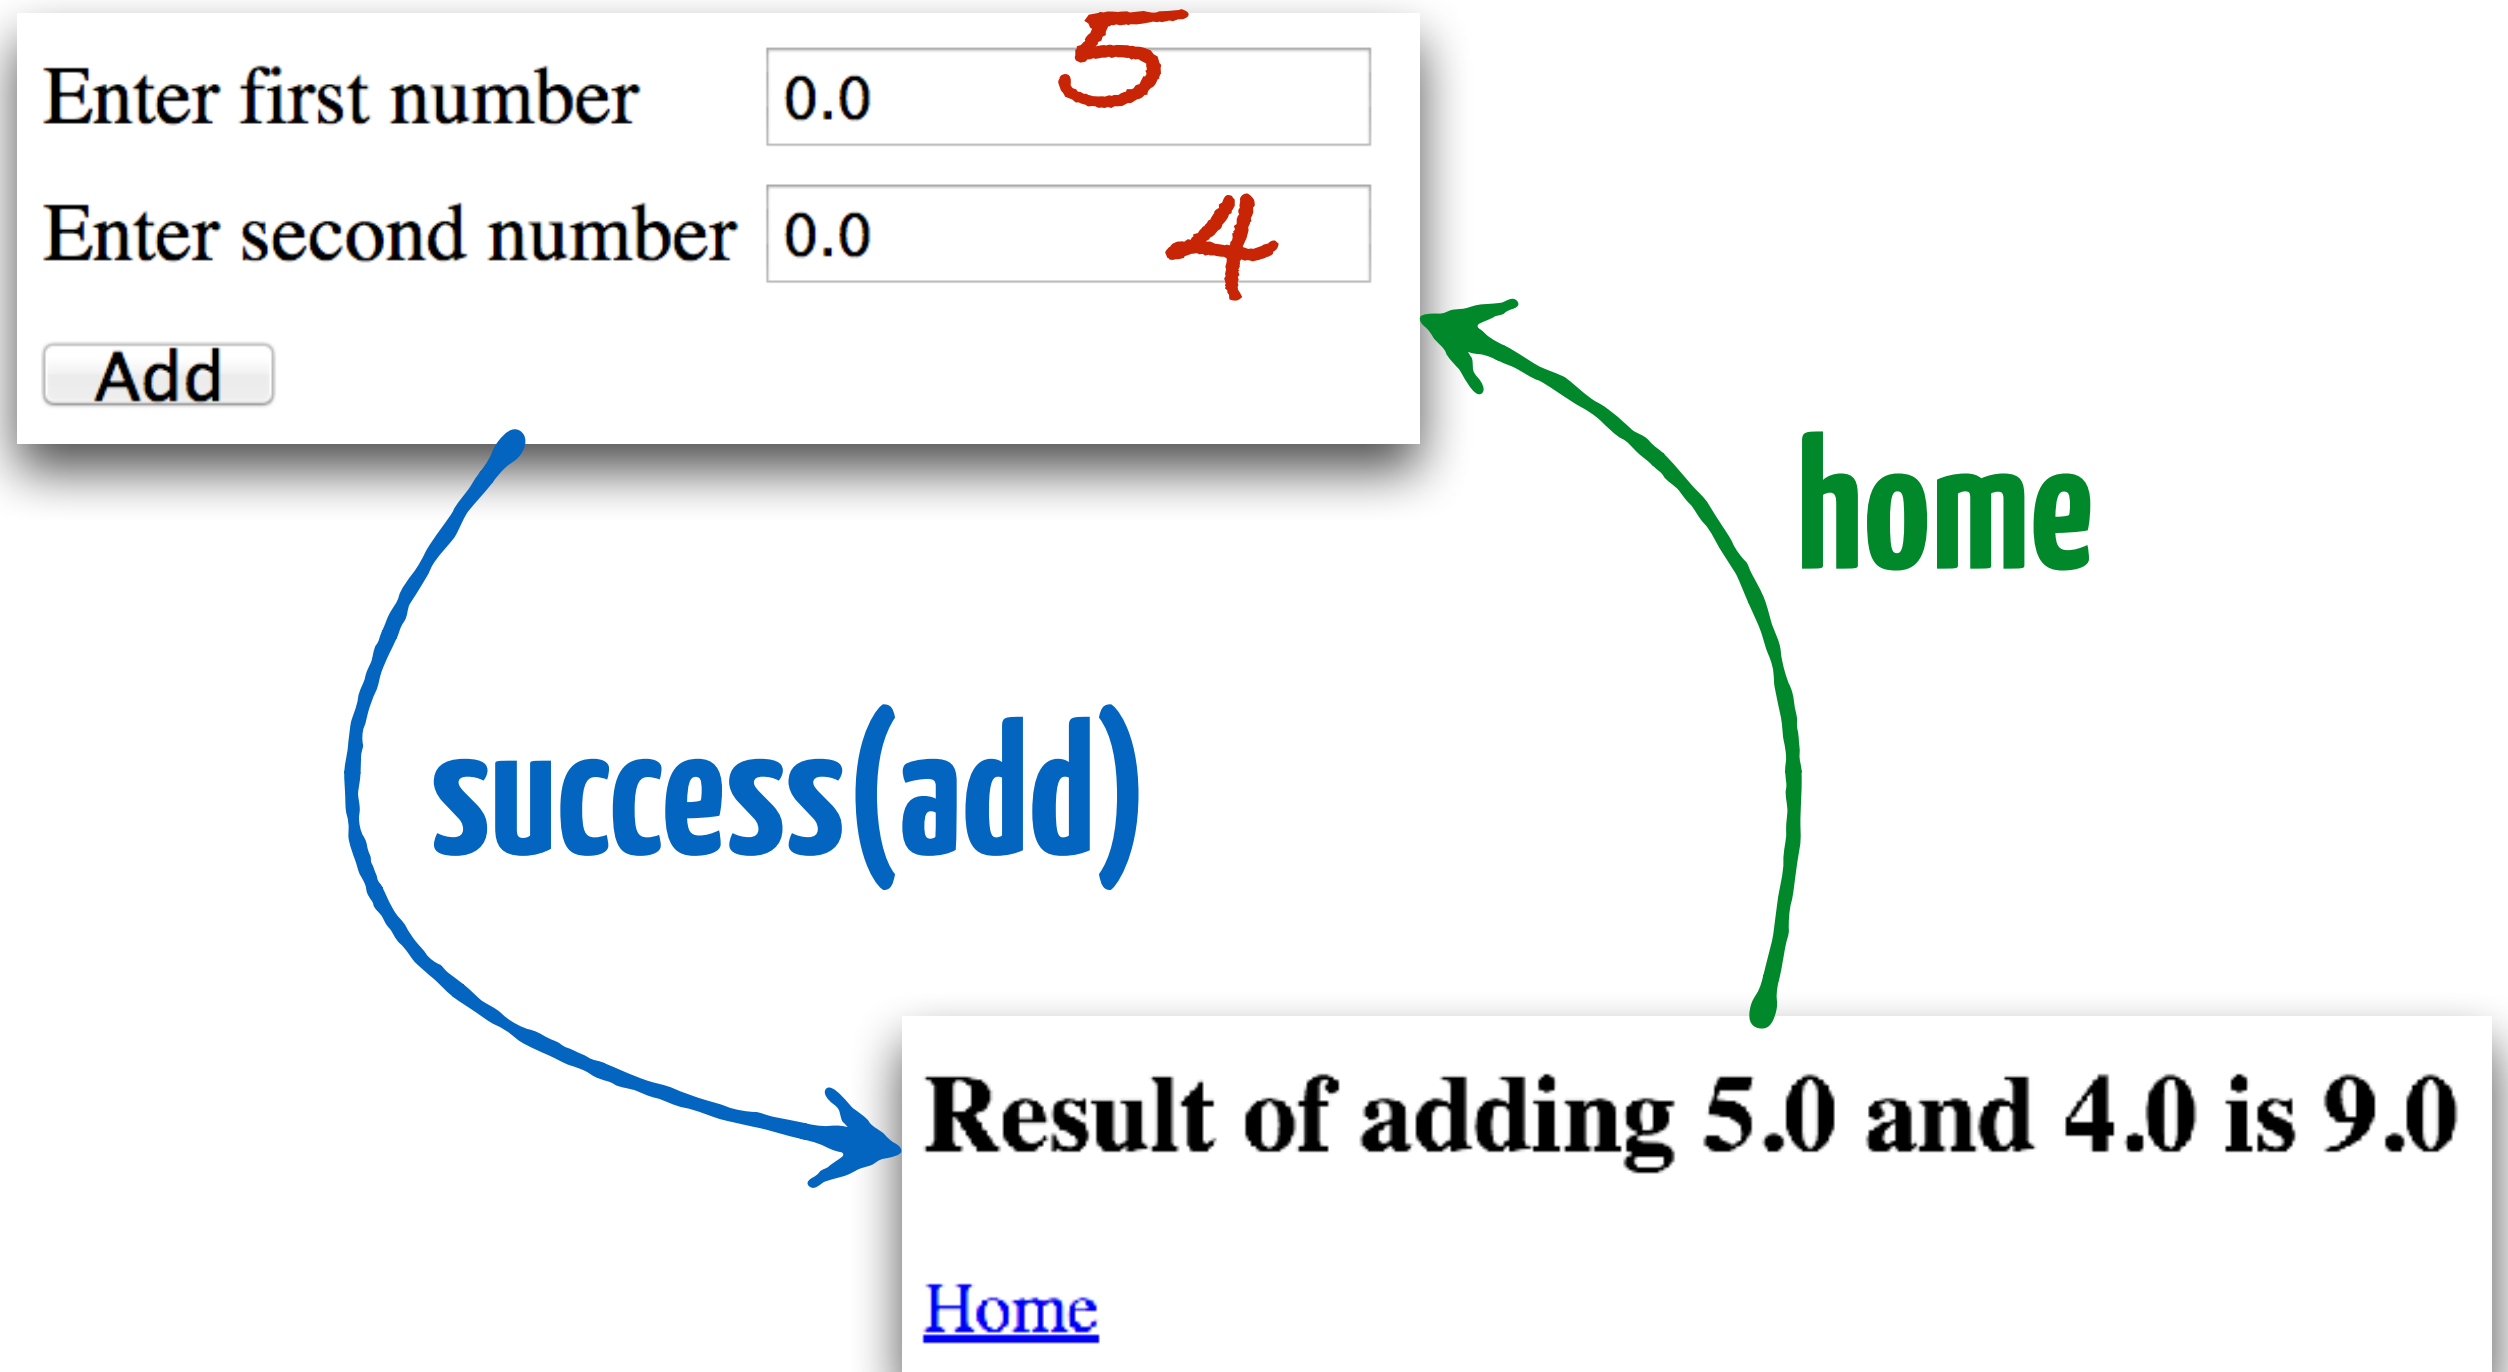 5
Enter first number 0.0
Enter second number 0.0 4
Add
home
success(add)
Result of adding 5.0 and 4.0 is 9.0
Home